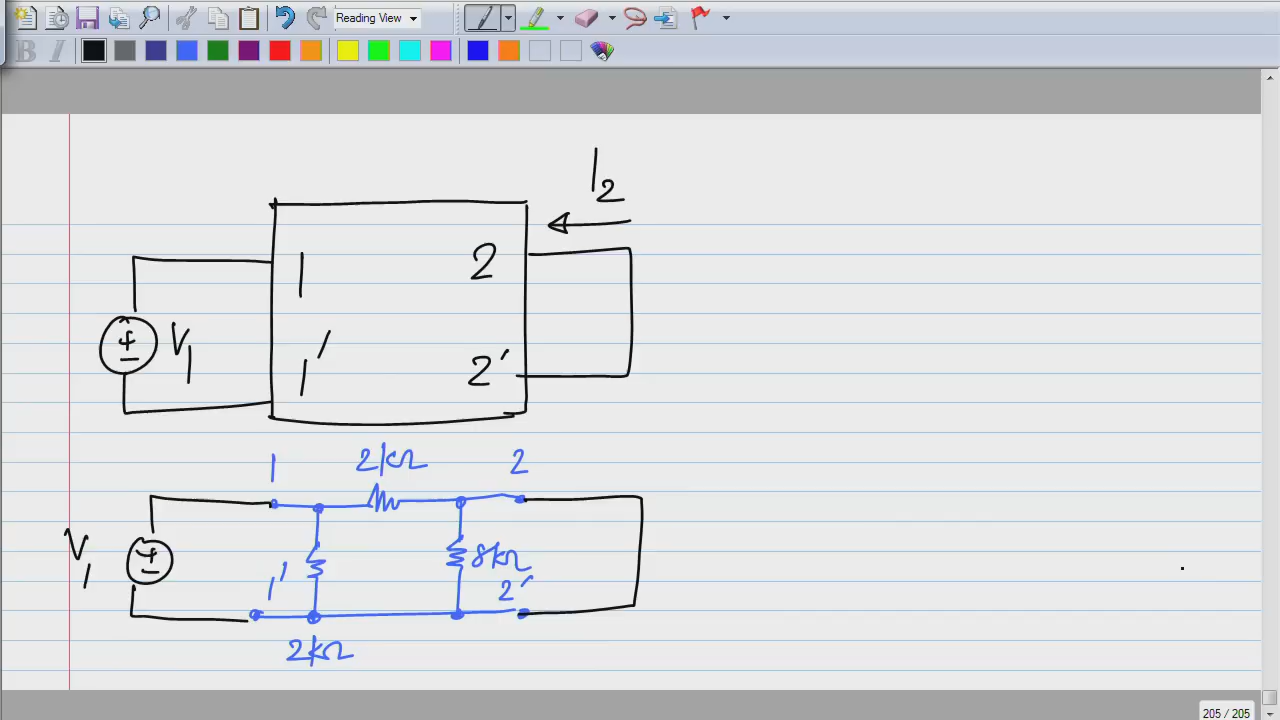 Reading View
B I
I2
1 2
+
− V1
1' 2'
1 2kΩ 2
V1
+
−
8kΩ
1' 2'
2kΩ
205 / 205